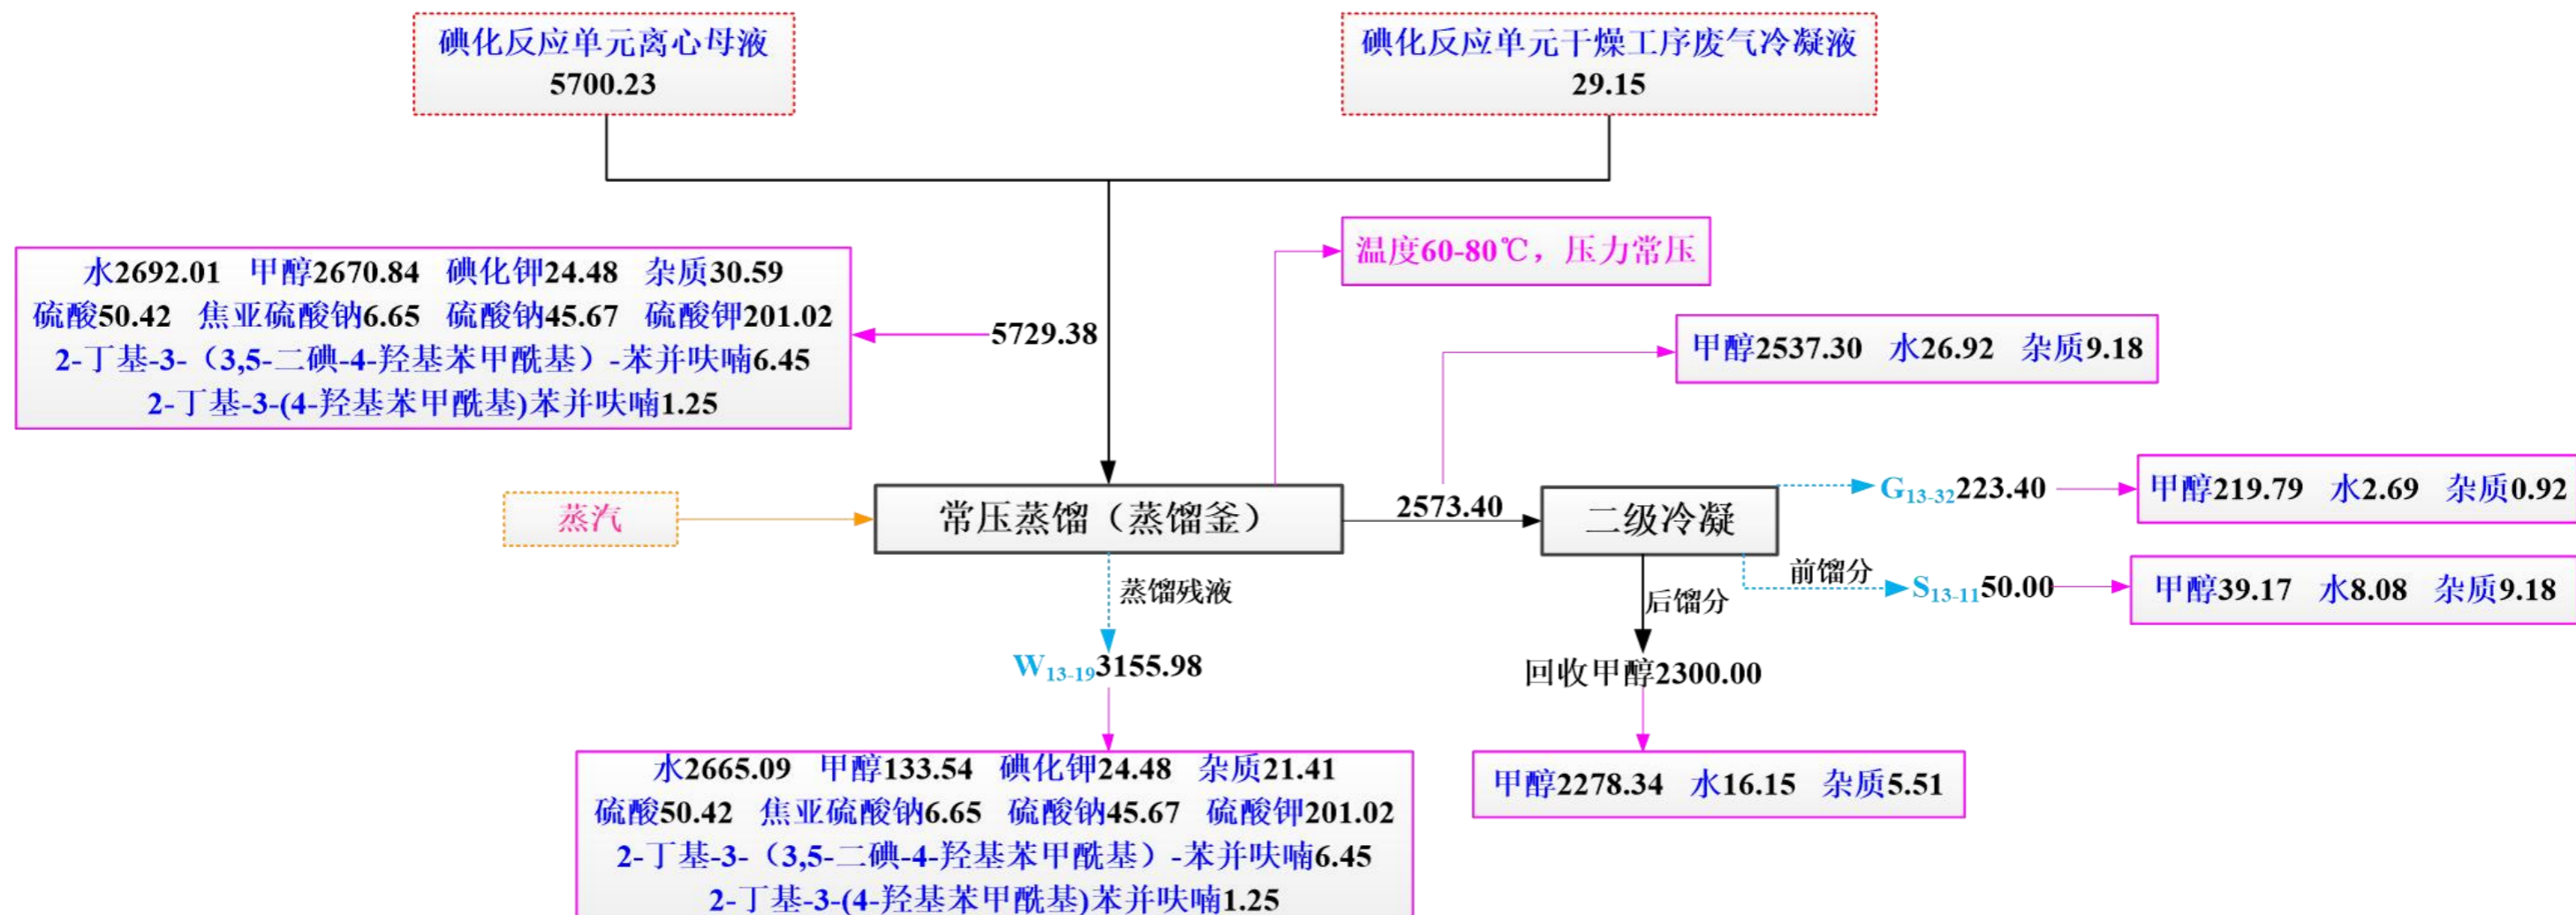 碘化反应单元离心母液
5700.23
碘化反应单元干燥工序废气冷凝液
29.15
温度60-80℃，压力常压
水2692.01 甲醇2670.84 碘化钾24.48 杂质30.59
硫酸50.42 焦亚硫酸钠6.65 硫酸钠45.67 硫酸钾201.02
2-丁基-3-（3,5-二碘-4-羟基苯甲酰基）-苯并呋喃6.45
2-丁基-3-(4-羟基苯甲酰基)苯并呋喃1.25
5729.38
甲醇2537.30 水26.92 杂质9.18
蒸汽
常压蒸馏（蒸馏釜）
2573.40
二级冷凝
G13-32223.40
甲醇219.79 水2.69 杂质0.92
前馏分
S13-1150.00
甲醇39.17 水8.08 杂质9.18
蒸馏残液
后馏分
W13-193155.98
回收甲醇2300.00
水2665.09 甲醇133.54 碘化钾24.48 杂质21.41
硫酸50.42 焦亚硫酸钠6.65 硫酸钠45.67 硫酸钾201.02
2-丁基-3-（3,5-二碘-4-羟基苯甲酰基）-苯并呋喃6.45
2-丁基-3-(4-羟基苯甲酰基)苯并呋喃1.25
甲醇2278.34 水16.15 杂质5.51